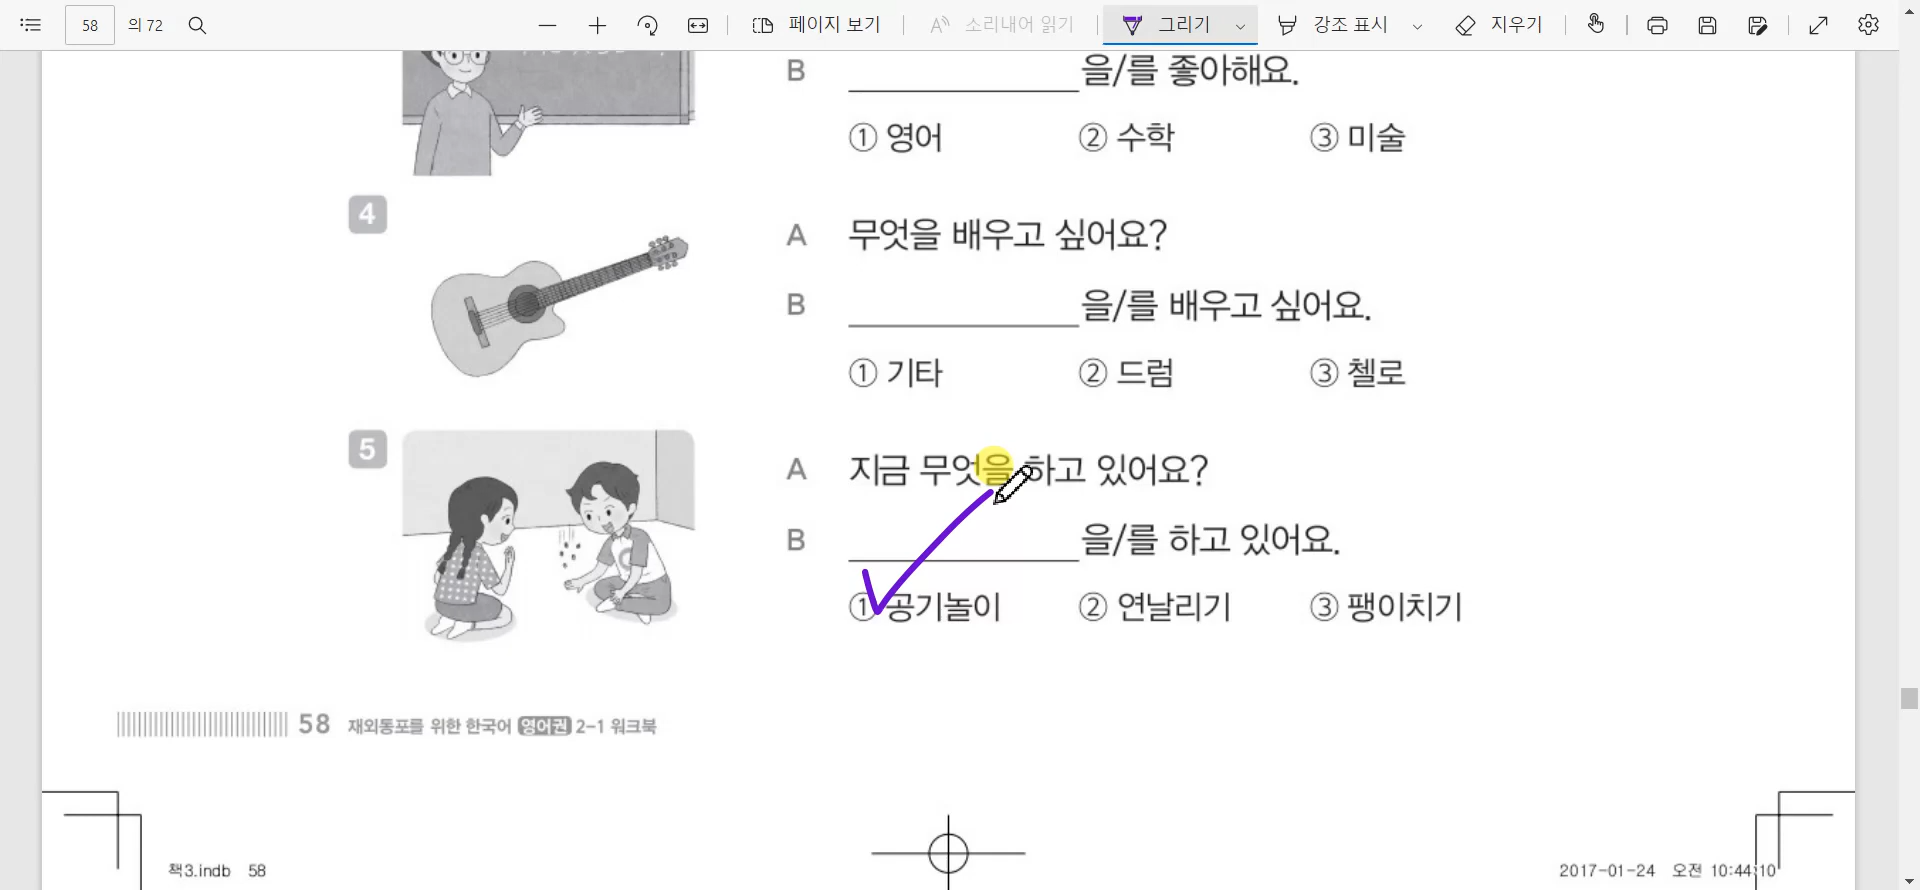 58 의 72 페이지 보기 소리내어 읽기 그리기 강조 표시 지우기
B 을/를 좋아해요.
① 영어 ② 수학 ③ 미술
4
A 무엇을 배우고 싶어요?
B 을/를 배우고 싶어요.
① 기타 ② 드럼 ③ 첼로
5
A 지금 무엇을 하고 있어요?
B 을/를 하고 있어요.
① 공기놀이 ② 연날리기 ③ 팽이치기
58 재외동포를 위한 한국어 영어권 2-1 워크북
책3.indb 58 2017-01-24 오전 10:44:10